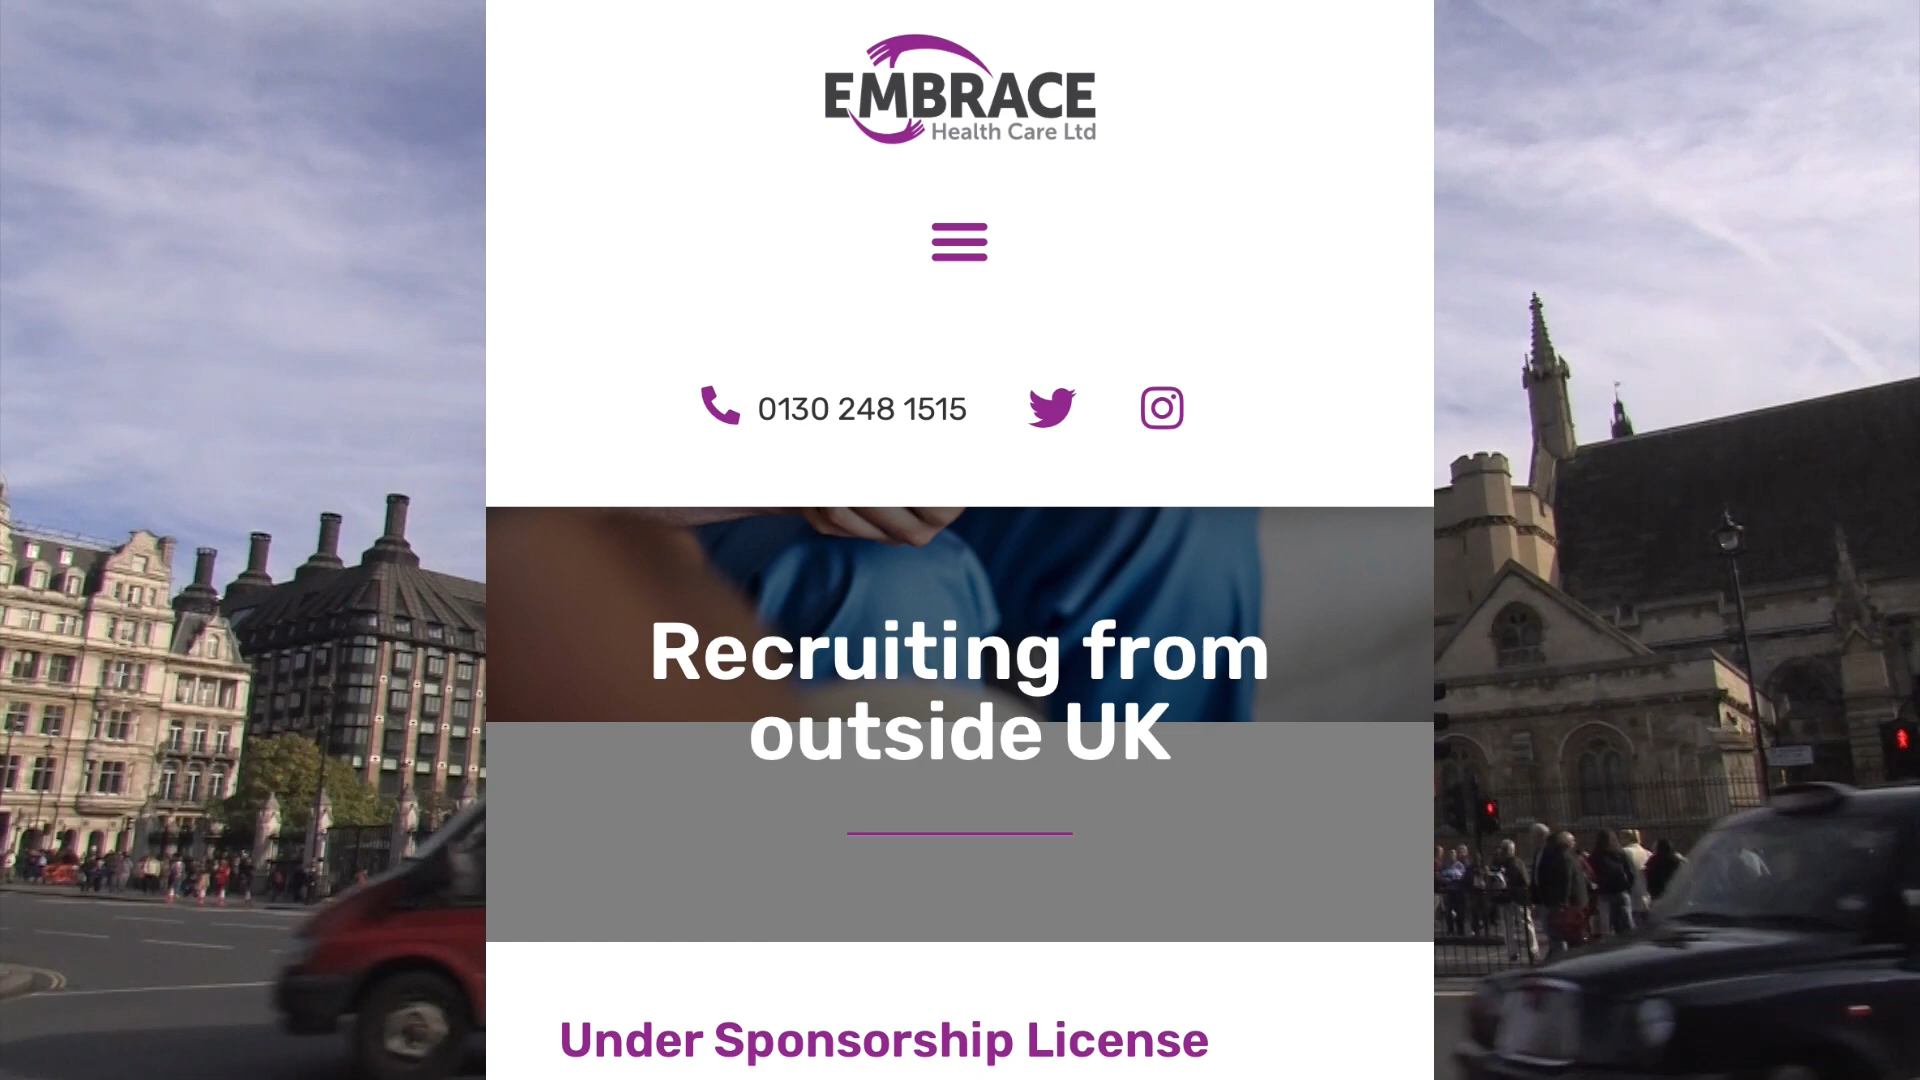 EMBRACE
Health Care Ltd
0130 248 1515
Recruiting from
outside UK
Under Sponsorship License